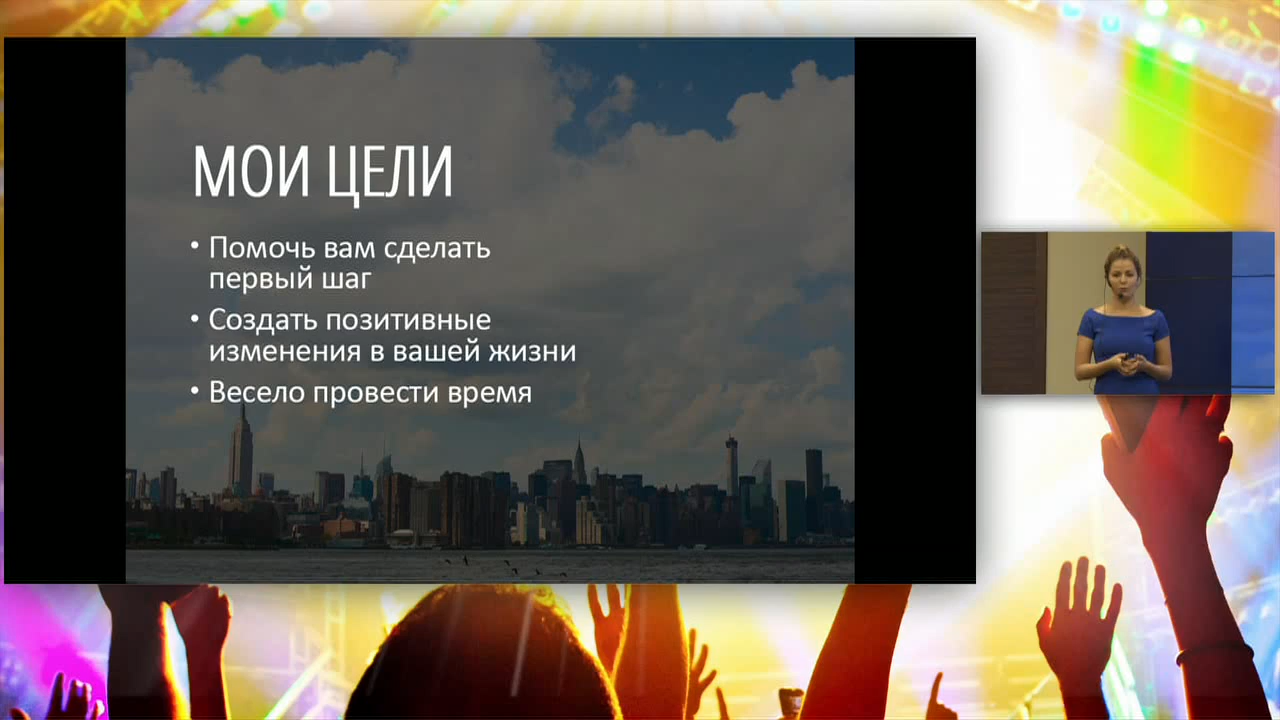 МОИ ЦЕЛИ
• Помочь вам сделать
первый шаг
• Создать позитивные
изменения в вашей жизни
• Весело провести время